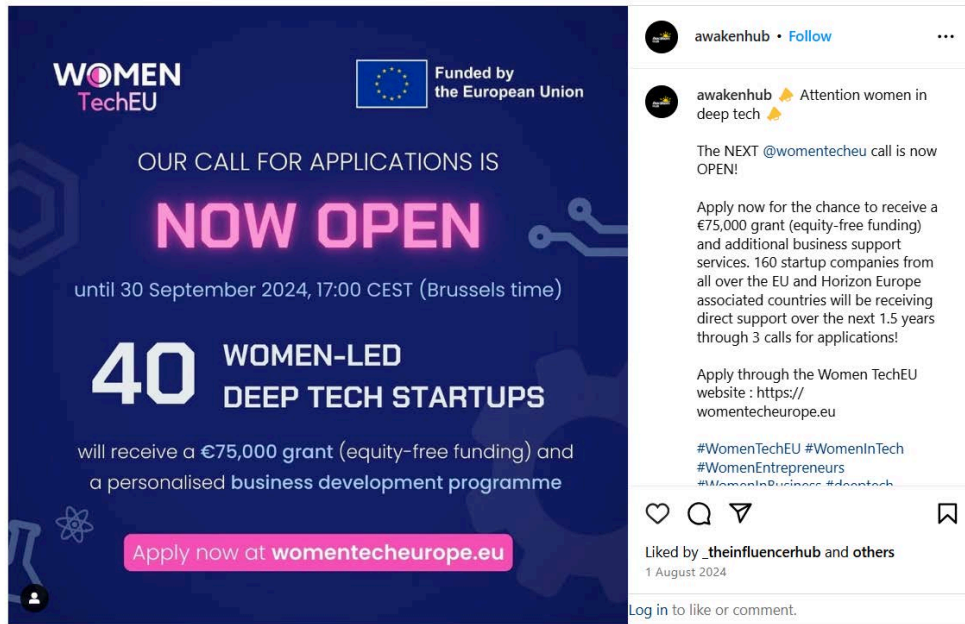 WOMEN
TechEU
Funded by
the European Union
OUR CALL FOR APPLICATIONS IS
NOW OPEN
until 30 September 2024, 17:00 CEST (Brussels time)
40 WOMEN-LED
DEEP TECH STARTUPS
will receive a €75,000 grant (equity-free funding) and
a personalised business development programme
Apply now at womentecheurope.eu
awakenhub • Follow
awakenhub 📣 Attention women in
deep tech 📣
The NEXT @womentecheu call is now
OPEN!
Apply now for the chance to receive a
€75,000 grant (equity-free funding)
and additional business support
services. 160 startup companies from
all over the EU and Horizon Europe
associated countries will be receiving
direct support over the next 1.5 years
through 3 calls for applications!
Apply through the Women TechEU
website : https://
womentecheurope.eu
#WomenTechEU #WomenInTech
#WomenEntrepreneurs
#WomenInBusiness #deeptech
Liked by _theinfluencerhub and others
1 August 2024
Log in to like or comment.